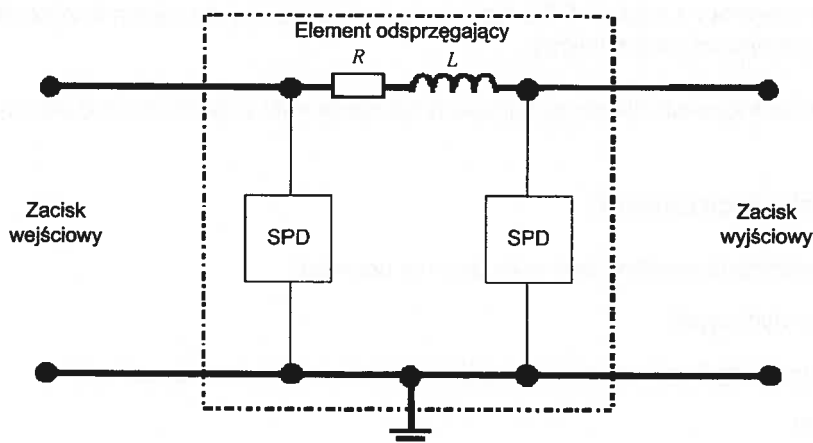 Element odsprzęgający
R
L
Zacisk
wejściowy
SPD
SPD
Zacisk
wyjściowy